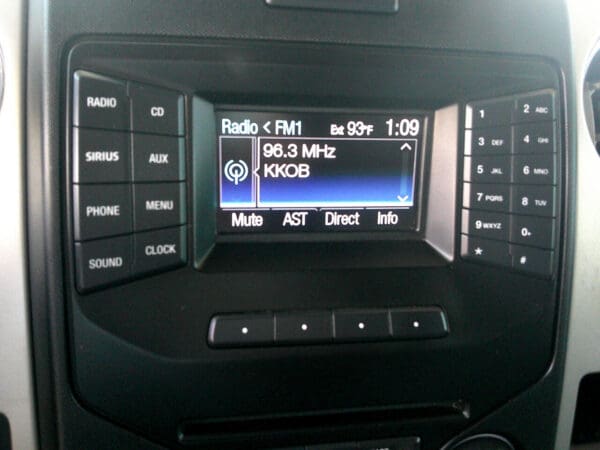 RADIO
CD
SIRIUS
AUX
PHONE
MENU
SOUND
CLOCK
Radio < FM1 Ext 93°F 1:09
96.3 MHz
KKOB
Mute AST Direct Info
1
2 ABC
3 DEF
4 GHI
5 JKL
6 MNO
7 PQRS
8 TUV
9 WXYZ
0+
*
#